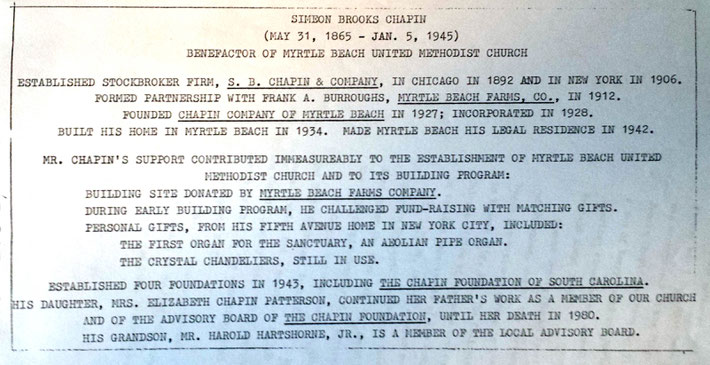 SIMEON BROOKS CHAPIN
(MAY 31, 1865 - JAN. 5, 1945)
BENEFACTOR OF MYRTLE BEACH UNITED METHODIST CHURCH
ESTABLISHED STOCKBROKER FIRM, S. B. CHAPIN & COMPANY, IN CHICAGO IN 1892 AND IN NEW YORK IN 1906.
FORMED PARTNERSHIP WITH FRANK A. BURROUGHS, MYRTLE BEACH FARMS, CO., IN 1912.
FOUNDED CHAPIN COMPANY OF MYRTLE BEACH IN 1927; INCORPORATED IN 1928.
BUILT HIS HOME IN MYRTLE BEACH IN 1934. MADE MYRTLE BEACH HIS LEGAL RESIDENCE IN 1942.
MR. CHAPIN'S SUPPORT CONTRIBUTED IMMEASUREABLY TO THE ESTABLISHMENT OF MYRTLE BEACH UNITED
METHODIST CHURCH AND TO ITS BUILDING PROGRAM:
BUILDING SITE DONATED BY MYRTLE BEACH FARMS COMPANY.
DURING EARLY BUILDING PROGRAM, HE CHALLENGED FUND-RAISING WITH MATCHING GIFTS.
PERSONAL GIFTS, FROM HIS FIFTH AVENUE HOME IN NEW YORK CITY, INCLUDED:
THE FIRST ORGAN FOR THE SANCTUARY, AN AEOLIAN PIPE ORGAN.
THE CRYSTAL CHANDELIERS, STILL IN USE.
ESTABLISHED FOUR FOUNDATIONS IN 1943, INCLUDING THE CHAPIN FOUNDATION OF SOUTH CAROLINA.
HIS DAUGHTER, MRS. ELIZABETH CHAPIN PATTERSON, CONTINUED HER FATHER'S WORK AS A MEMBER OF OUR CHURCH
AND OF THE ADVISORY BOARD OF THE CHAPIN FOUNDATION, UNTIL HER DEATH IN 1980.
HIS GRANDSON, MR. HAROLD HARTSHORNE, JR., IS A MEMBER OF THE LOCAL ADVISORY BOARD.